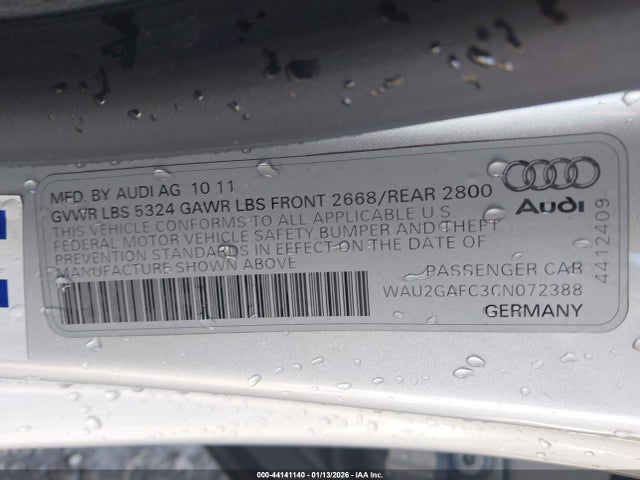 MFD. BY AUDI AG 10 11
GVWR LBS 5324 GAWR LBS FRONT 2668/REAR 2800
THIS VEHICLE CONFORMS TO ALL APPLICABLE U S
FEDERAL MOTOR VEHICLE SAFETY, BUMPER AND THEFT
PREVENTION STANDARDS IN EFFECT ON THE DATE OF
MANUFACTURE SHOWN ABOVE
Audi
4412409
PASSENGER CAR
WAU2GAFC3CN072388
GERMANY
000-44141140 - 01/13/2026 - IAA Inc.